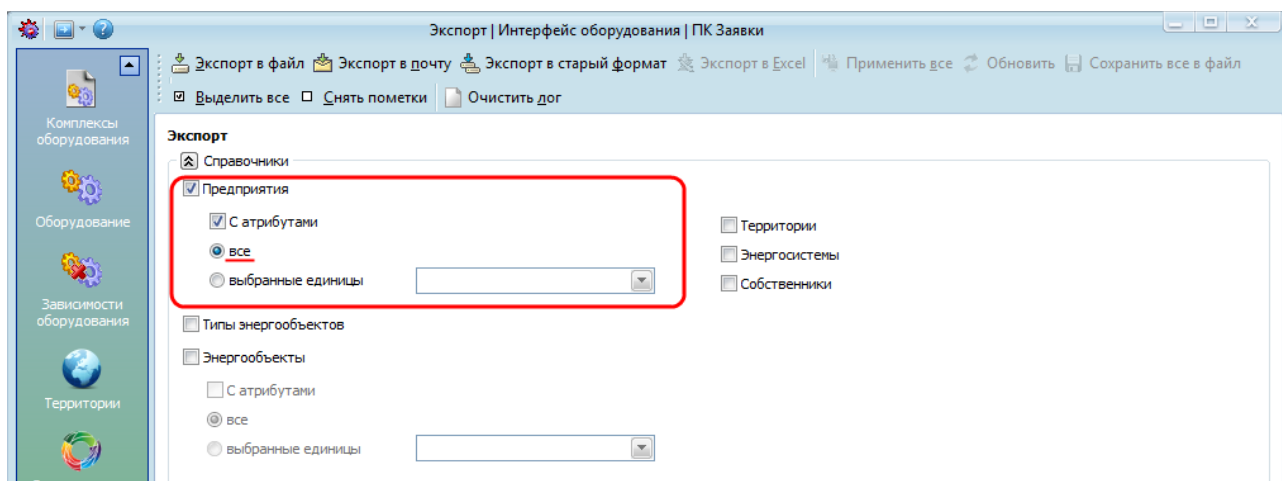 Экспорт | Интерфейс оборудования | ПК Заявки
Экспорт в файл Экспорт в почту Экспорт в старый формат Экспорт в Excel Применить все Обновить Сохранить все в файл
Выделить все Снять пометки Очистить лог
Комплексы
оборудования
Оборудование
Зависимости
оборудования
Территории
Экспорт
Справочники
Предприятия
С атрибутами
все
выбранные единицы
Территории
Энергосистемы
Собственники
Типы энергообъектов
Энергообъекты
С атрибутами
все
выбранные единицы